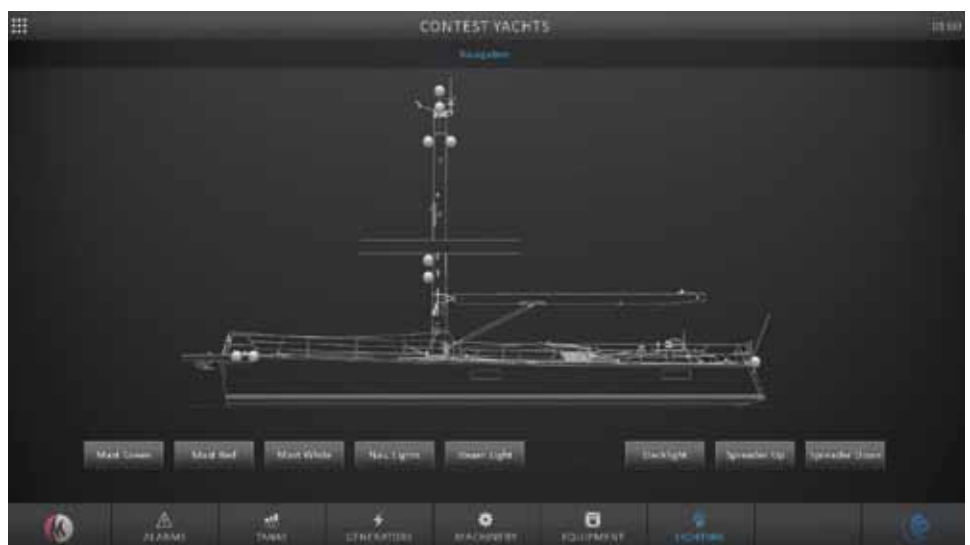 CONTEST YACHTS
Navigation
Mast Green Mast Red Mast White Nav. Lights Steam Light Decklight Spreader Up Spreader Down
ALARMS TANKS GENERATORS MACHINERY EQUIPMENT LIGHTING